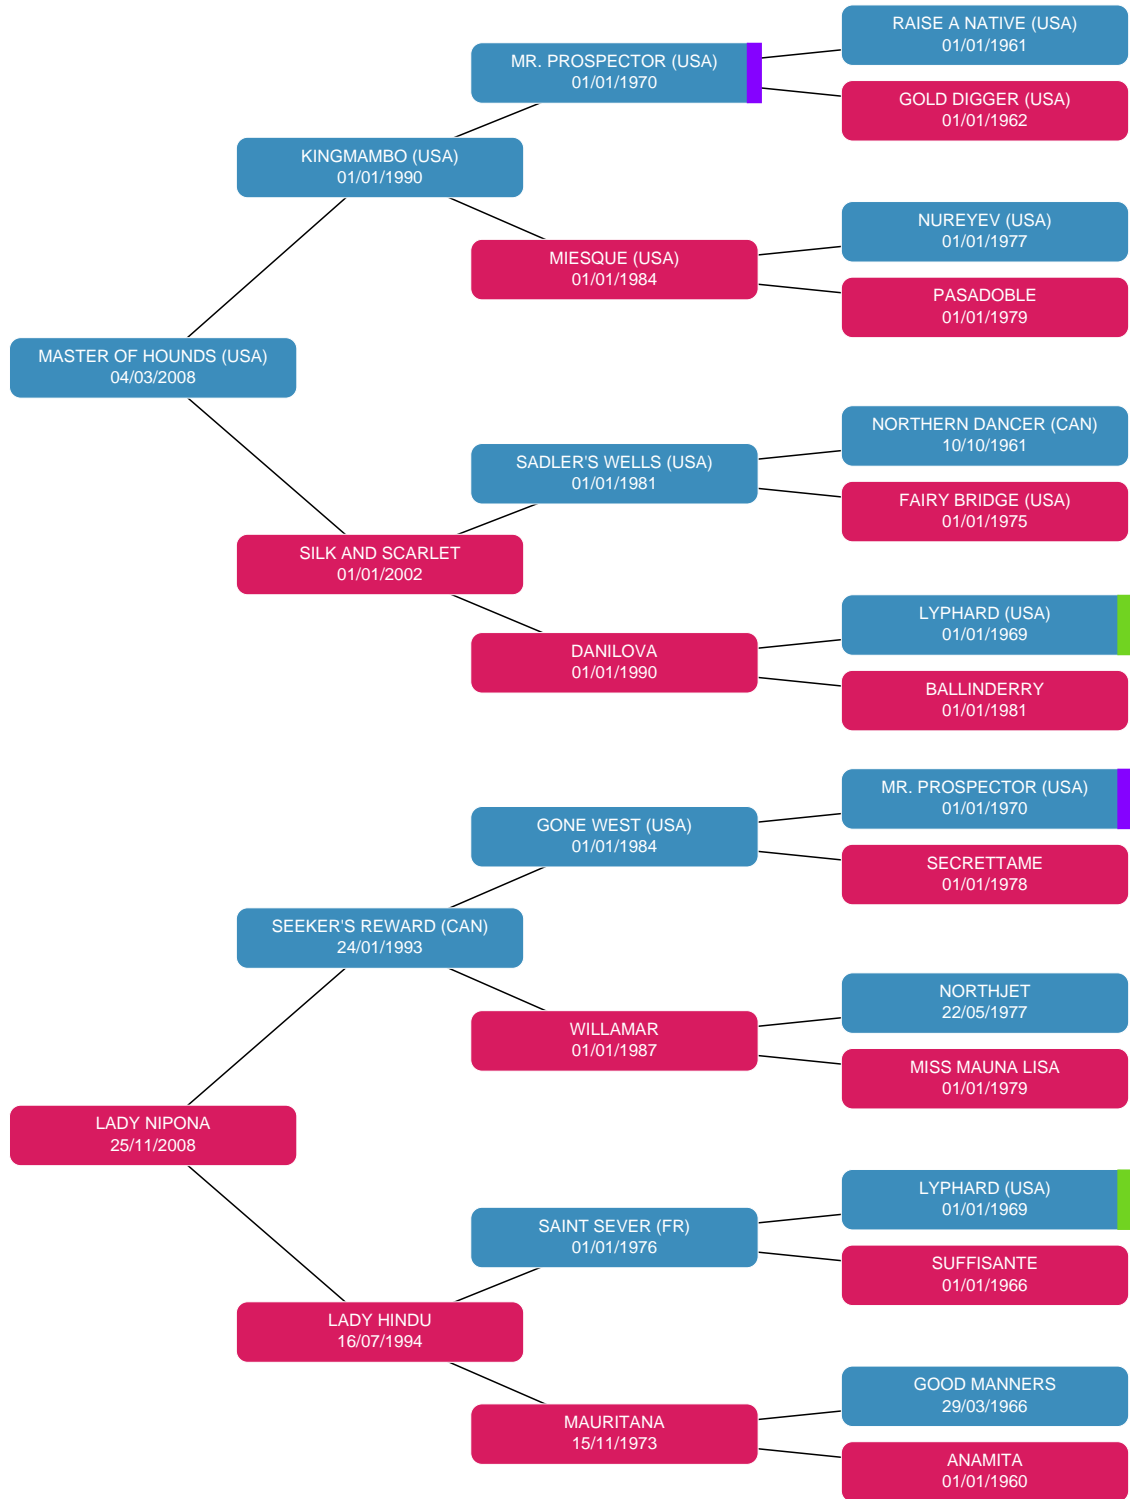 RAISE A NATIVE (USA)
01/01/1961
MR. PROSPECTOR (USA)
01/01/1970
GOLD DIGGER (USA)
01/01/1962
KINGMAMBO (USA)
01/01/1990
NUREYEV (USA)
01/01/1977
MIESQUE (USA)
01/01/1984
PASADOBLE
01/01/1979
MASTER OF HOUNDS (USA)
04/03/2008
NORTHERN DANCER (CAN)
10/10/1961
SADLER'S WELLS (USA)
01/01/1981
FAIRY BRIDGE (USA)
01/01/1975
SILK AND SCARLET
01/01/2002
LYPHARD (USA)
01/01/1969
DANILOVA
01/01/1990
BALLINDERRY
01/01/1981
MR. PROSPECTOR (USA)
01/01/1970
GONE WEST (USA)
01/01/1984
SECRETTAME
01/01/1978
SEEKER'S REWARD (CAN)
24/01/1993
NORTHJET
22/05/1977
WILLAMAR
01/01/1987
MISS MAUNA LISA
01/01/1979
LADY NIPONA
25/11/2008
LYPHARD (USA)
01/01/1969
SAINT SEVER (FR)
01/01/1976
SUFFISANTE
01/01/1966
LADY HINDU
16/07/1994
GOOD MANNERS
29/03/1966
MAURITANA
15/11/1973
ANAMITA
01/01/1960